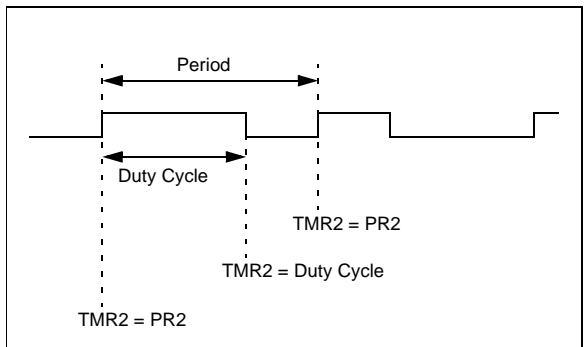 Period
Duty Cycle
TMR2 = PR2
TMR2 = Duty Cycle
TMR2 = PR2